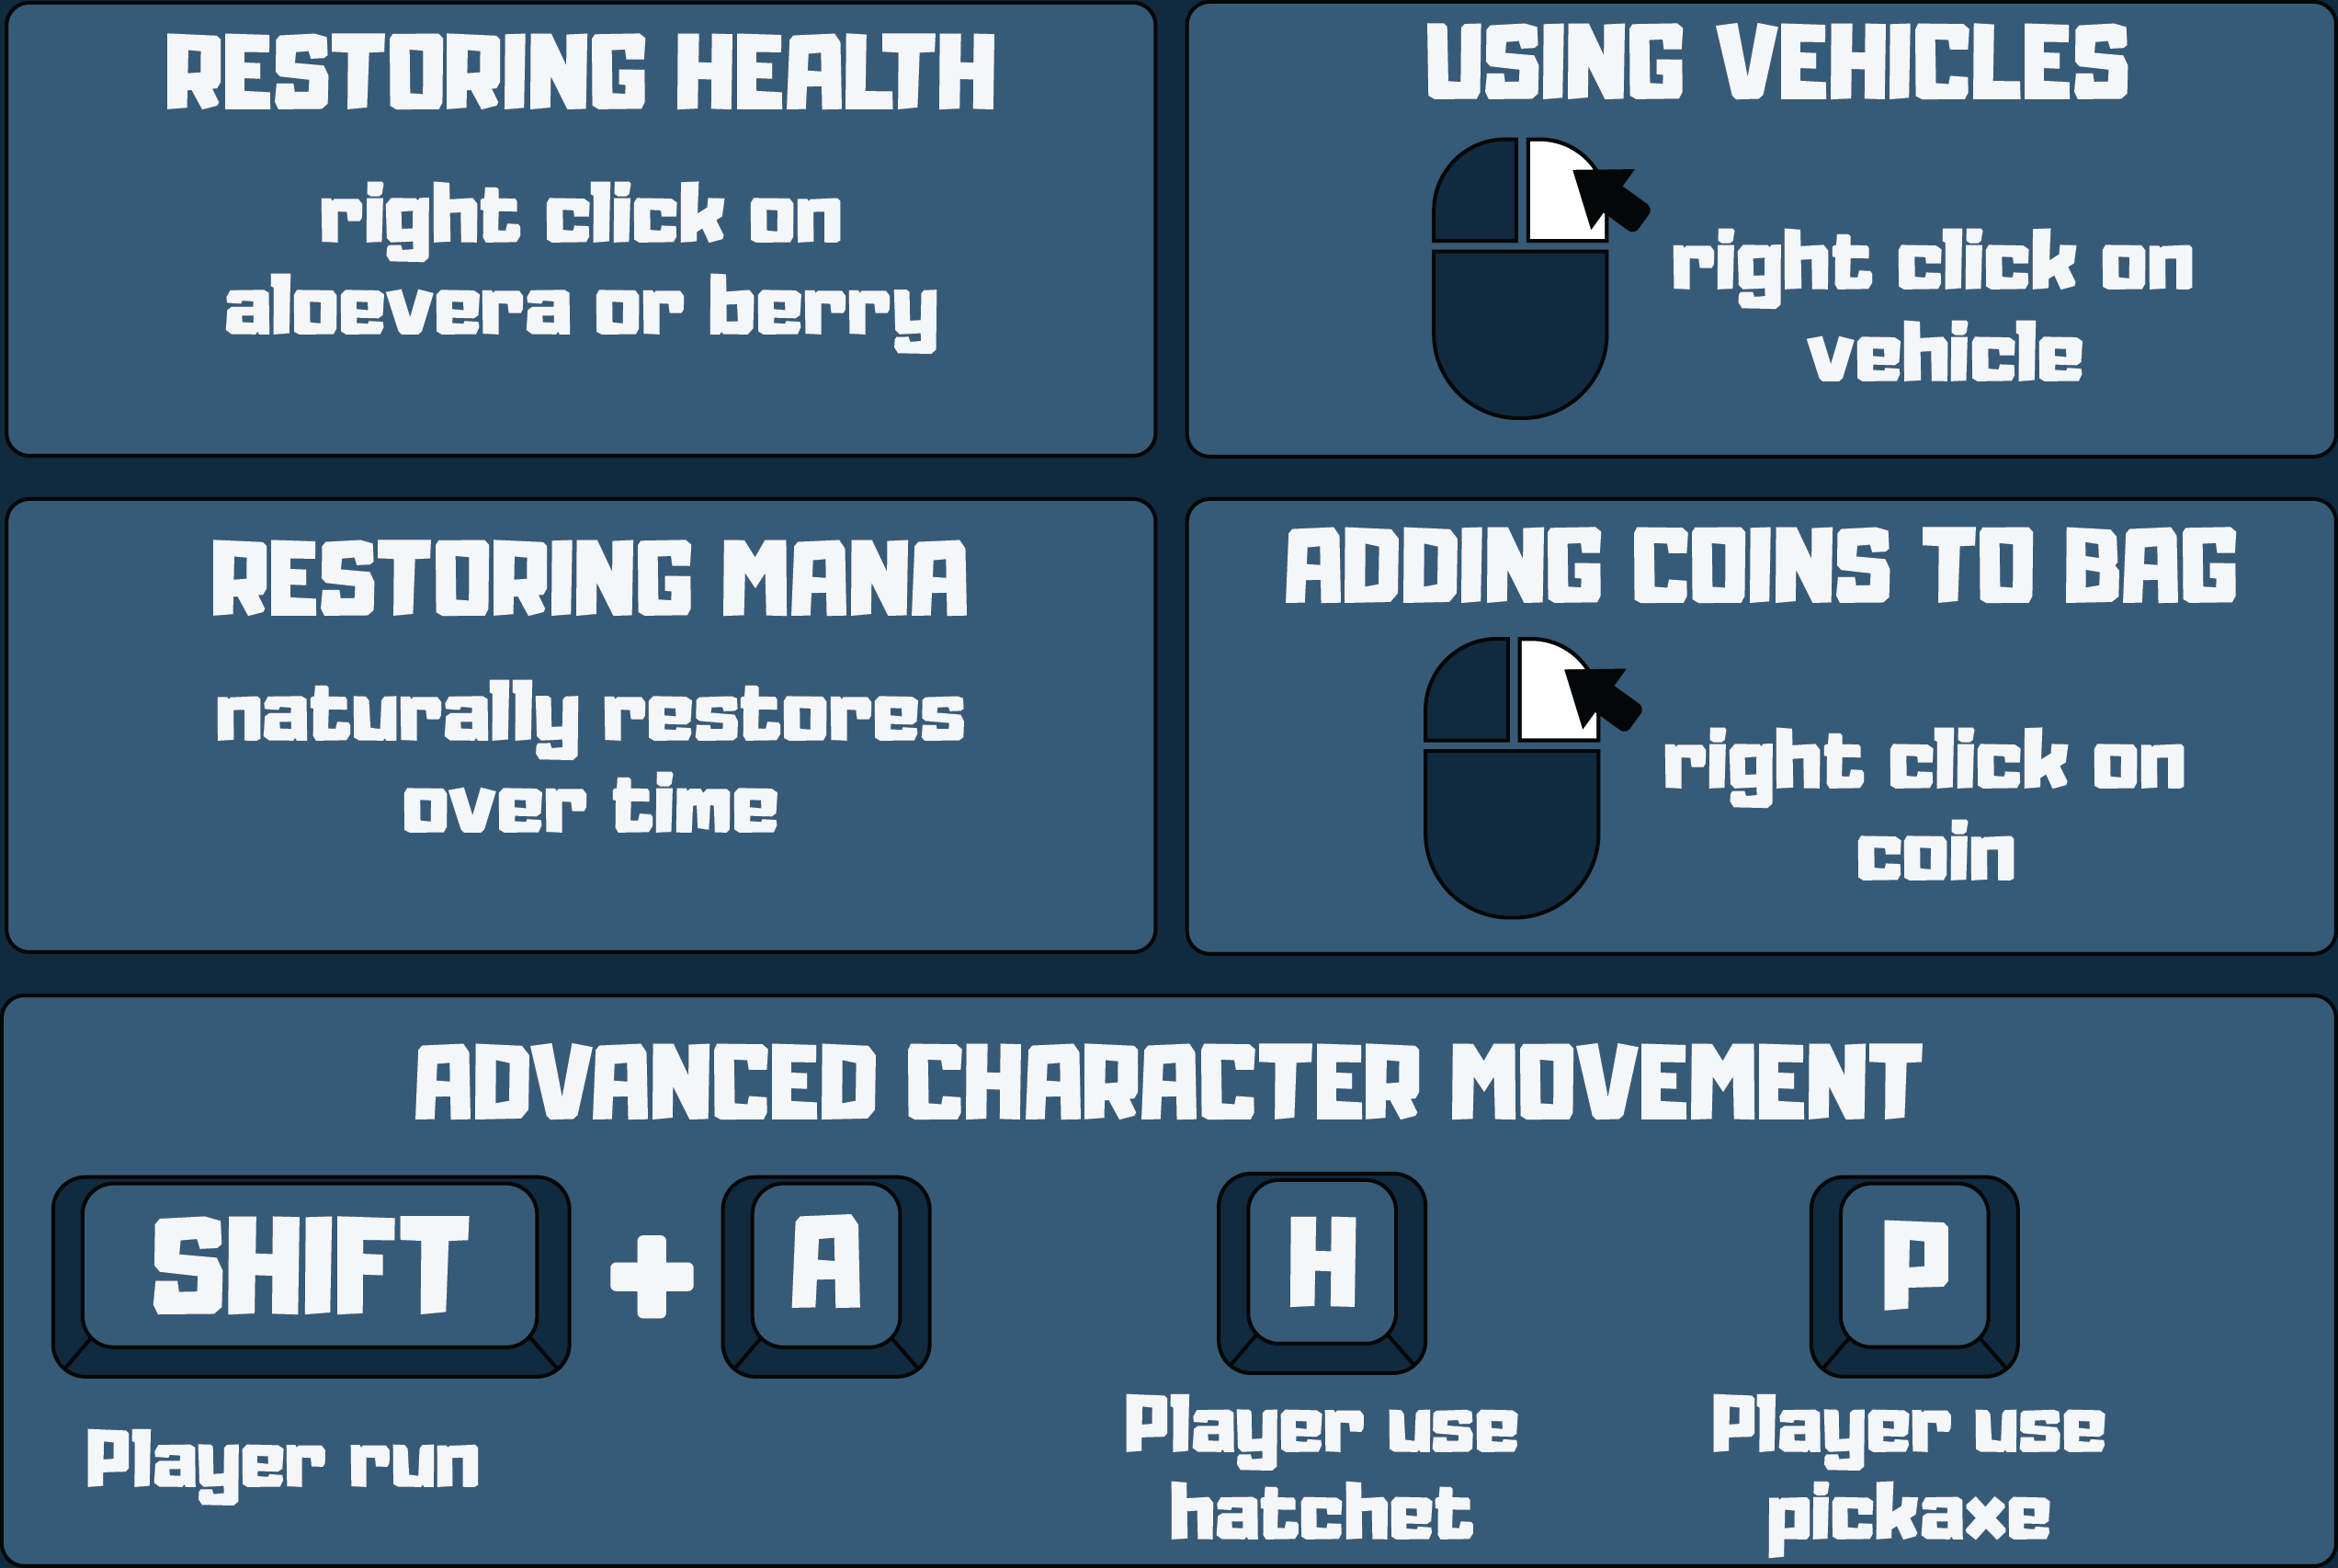 RESTORING HEALTH
right click on
aloevera or berry
USING VEHICLES
right click on
vehicle
RESTORING MANA
naturally restores
over time
ADDING COINS TO BAG
right click on
coin
ADVANCED CHARACTER MOVEMENT
SHIFT + A
Player run
H
Player use
hatchet
P
Player use
pickaxe